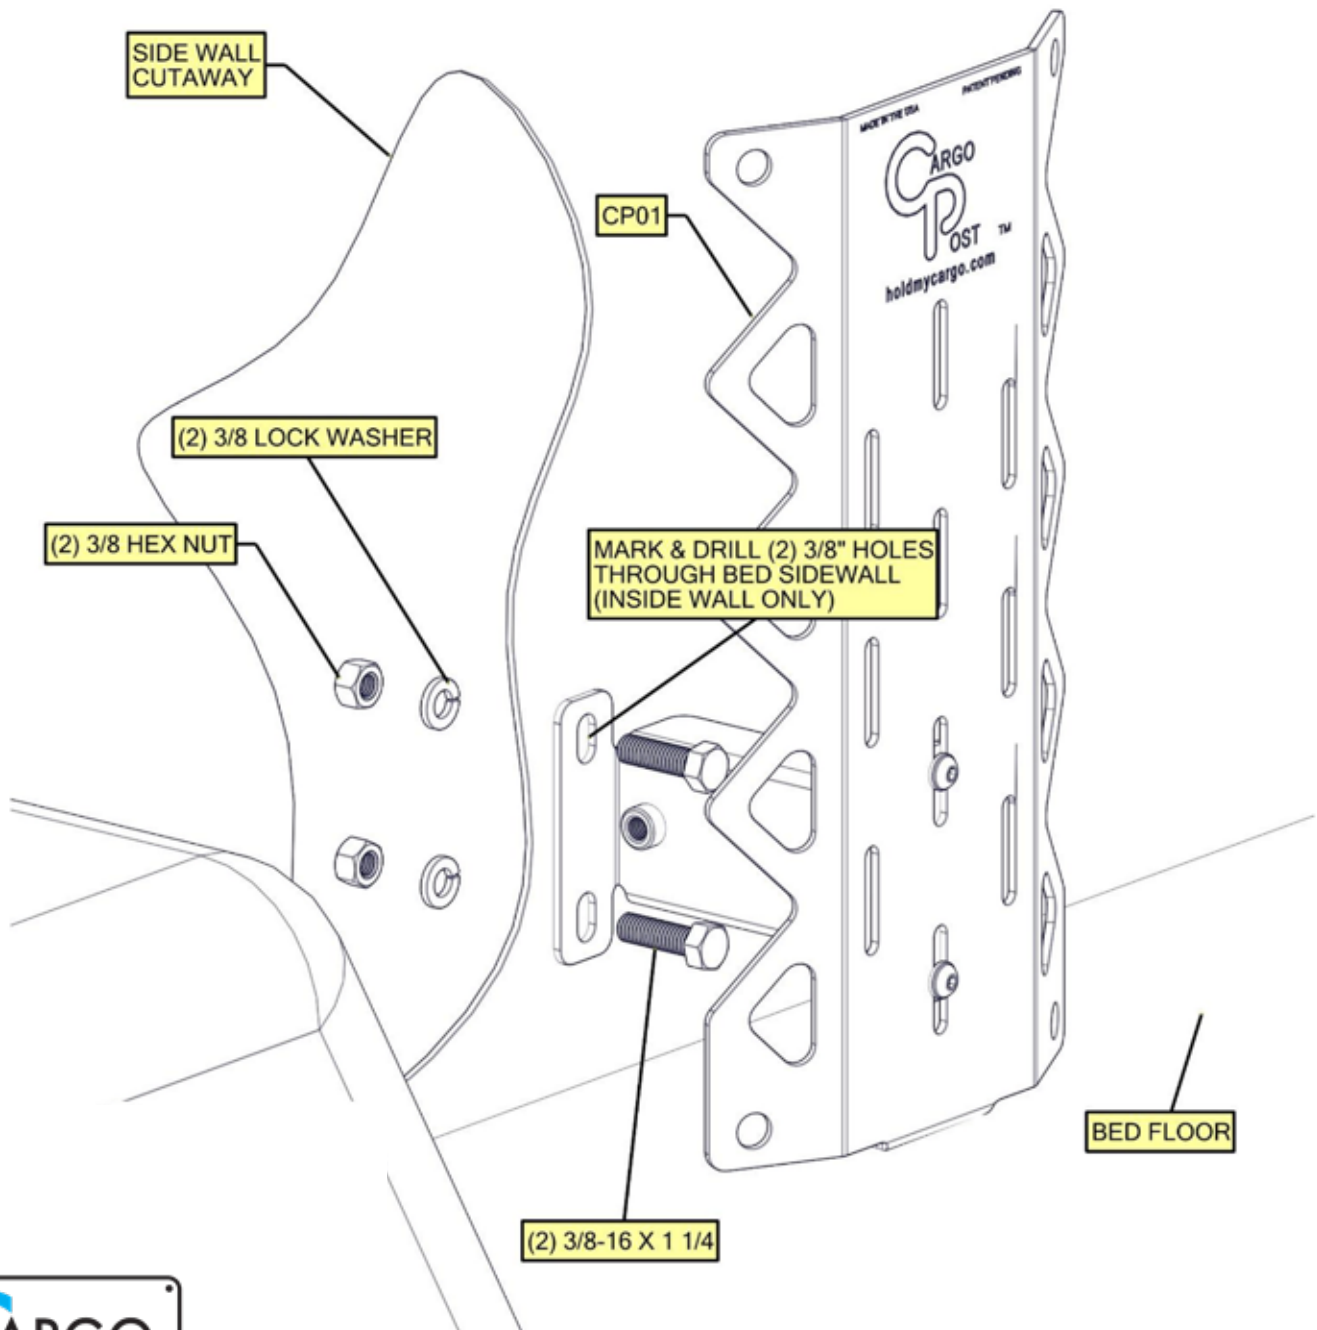 SIDE WALL
CUTAWAY
MADE IN THE USA
PATENT PENDING
CARGO
POST ™
holdmycargo.com
CP01
(2) 3/8 LOCK WASHER
(2) 3/8 HEX NUT
MARK & DRILL (2) 3/8" HOLES
THROUGH BED SIDEWALL
(INSIDE WALL ONLY)
BED FLOOR
(2) 3/8-16 X 1 1/4